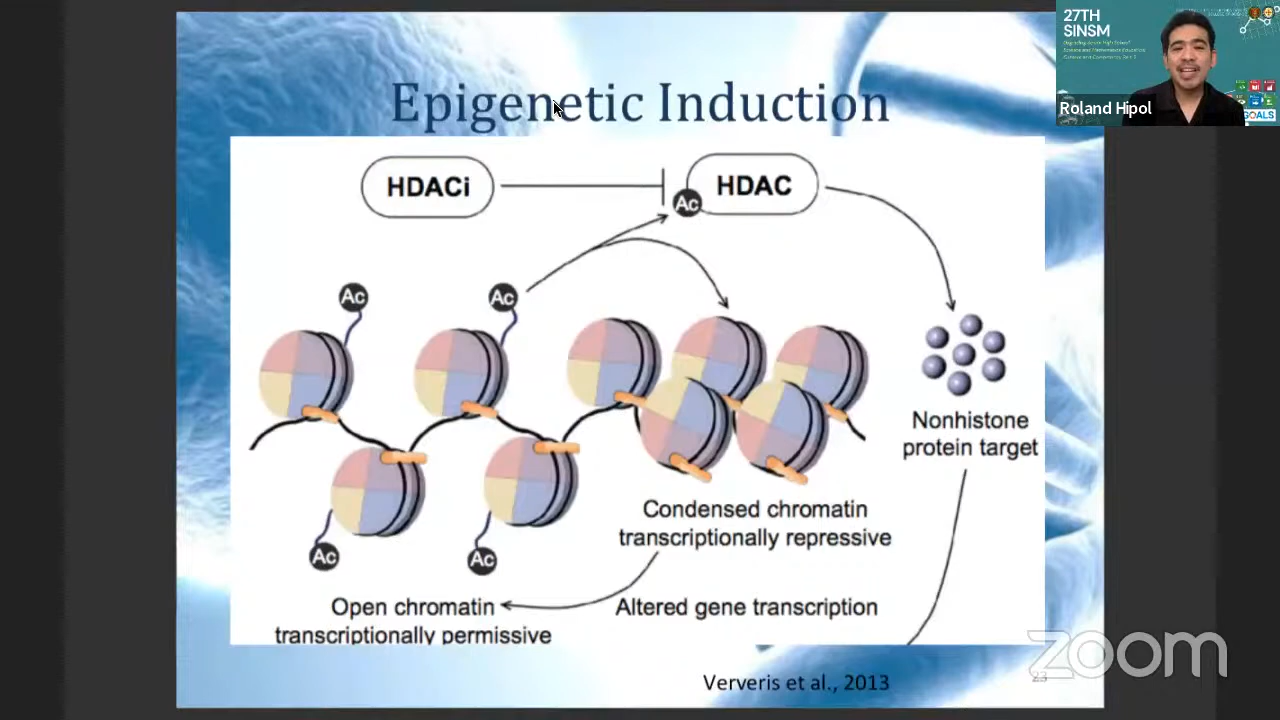 Epigenetic Induction
27TH
SINSM
Roland Hipol
GOALS
HDACi
HDAC
Ac
Ac
Ac
Nonhistone
protein target
Condensed chromatin
transcriptionally repressive
Ac
Ac
Open chromatin
Altered gene transcription
transcriptionally permissive
Ververis et al., 2013
zoom